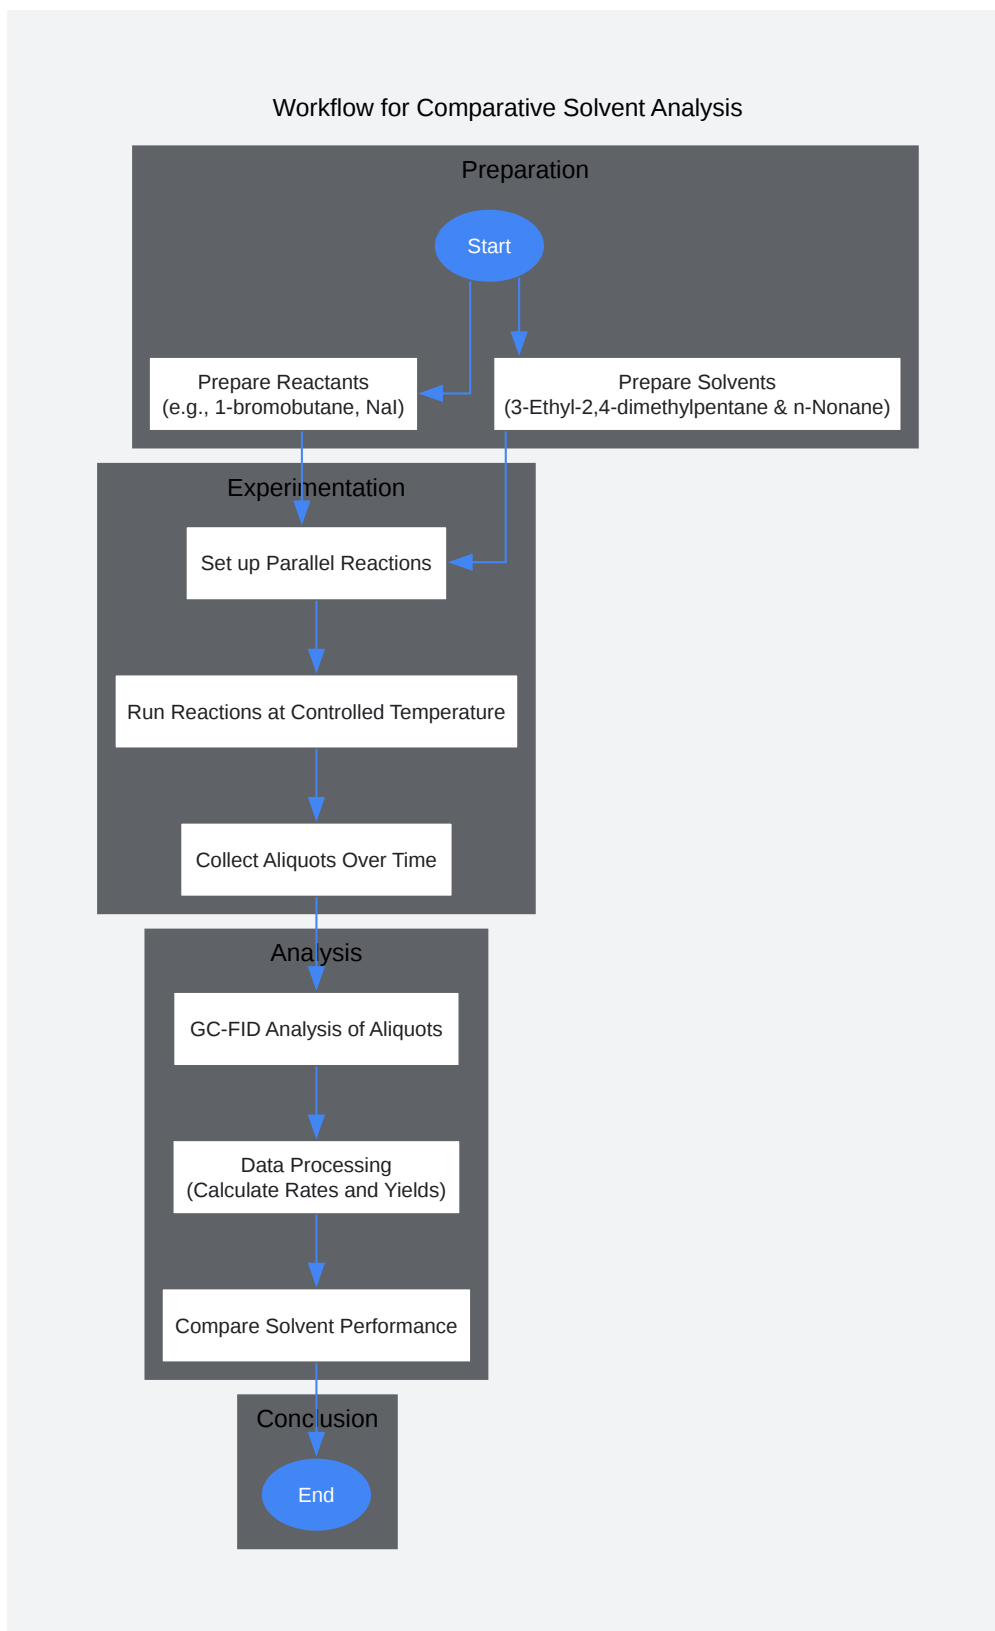 Workflow for Comparative Solvent Analysis
Preparation
Start
Prepare Reactants
(e.g., 1-bromobutane, NaI)
Prepare Solvents
(3-Ethyl-2,4-dimethylpentane & n-Nonane)
Experimentation
Set up Parallel Reactions
Run Reactions at Controlled Temperature
Collect Aliquots Over Time
Analysis
GC-FID Analysis of Aliquots
Data Processing
(Calculate Rates and Yields)
Compare Solvent Performance
Conclusion
End